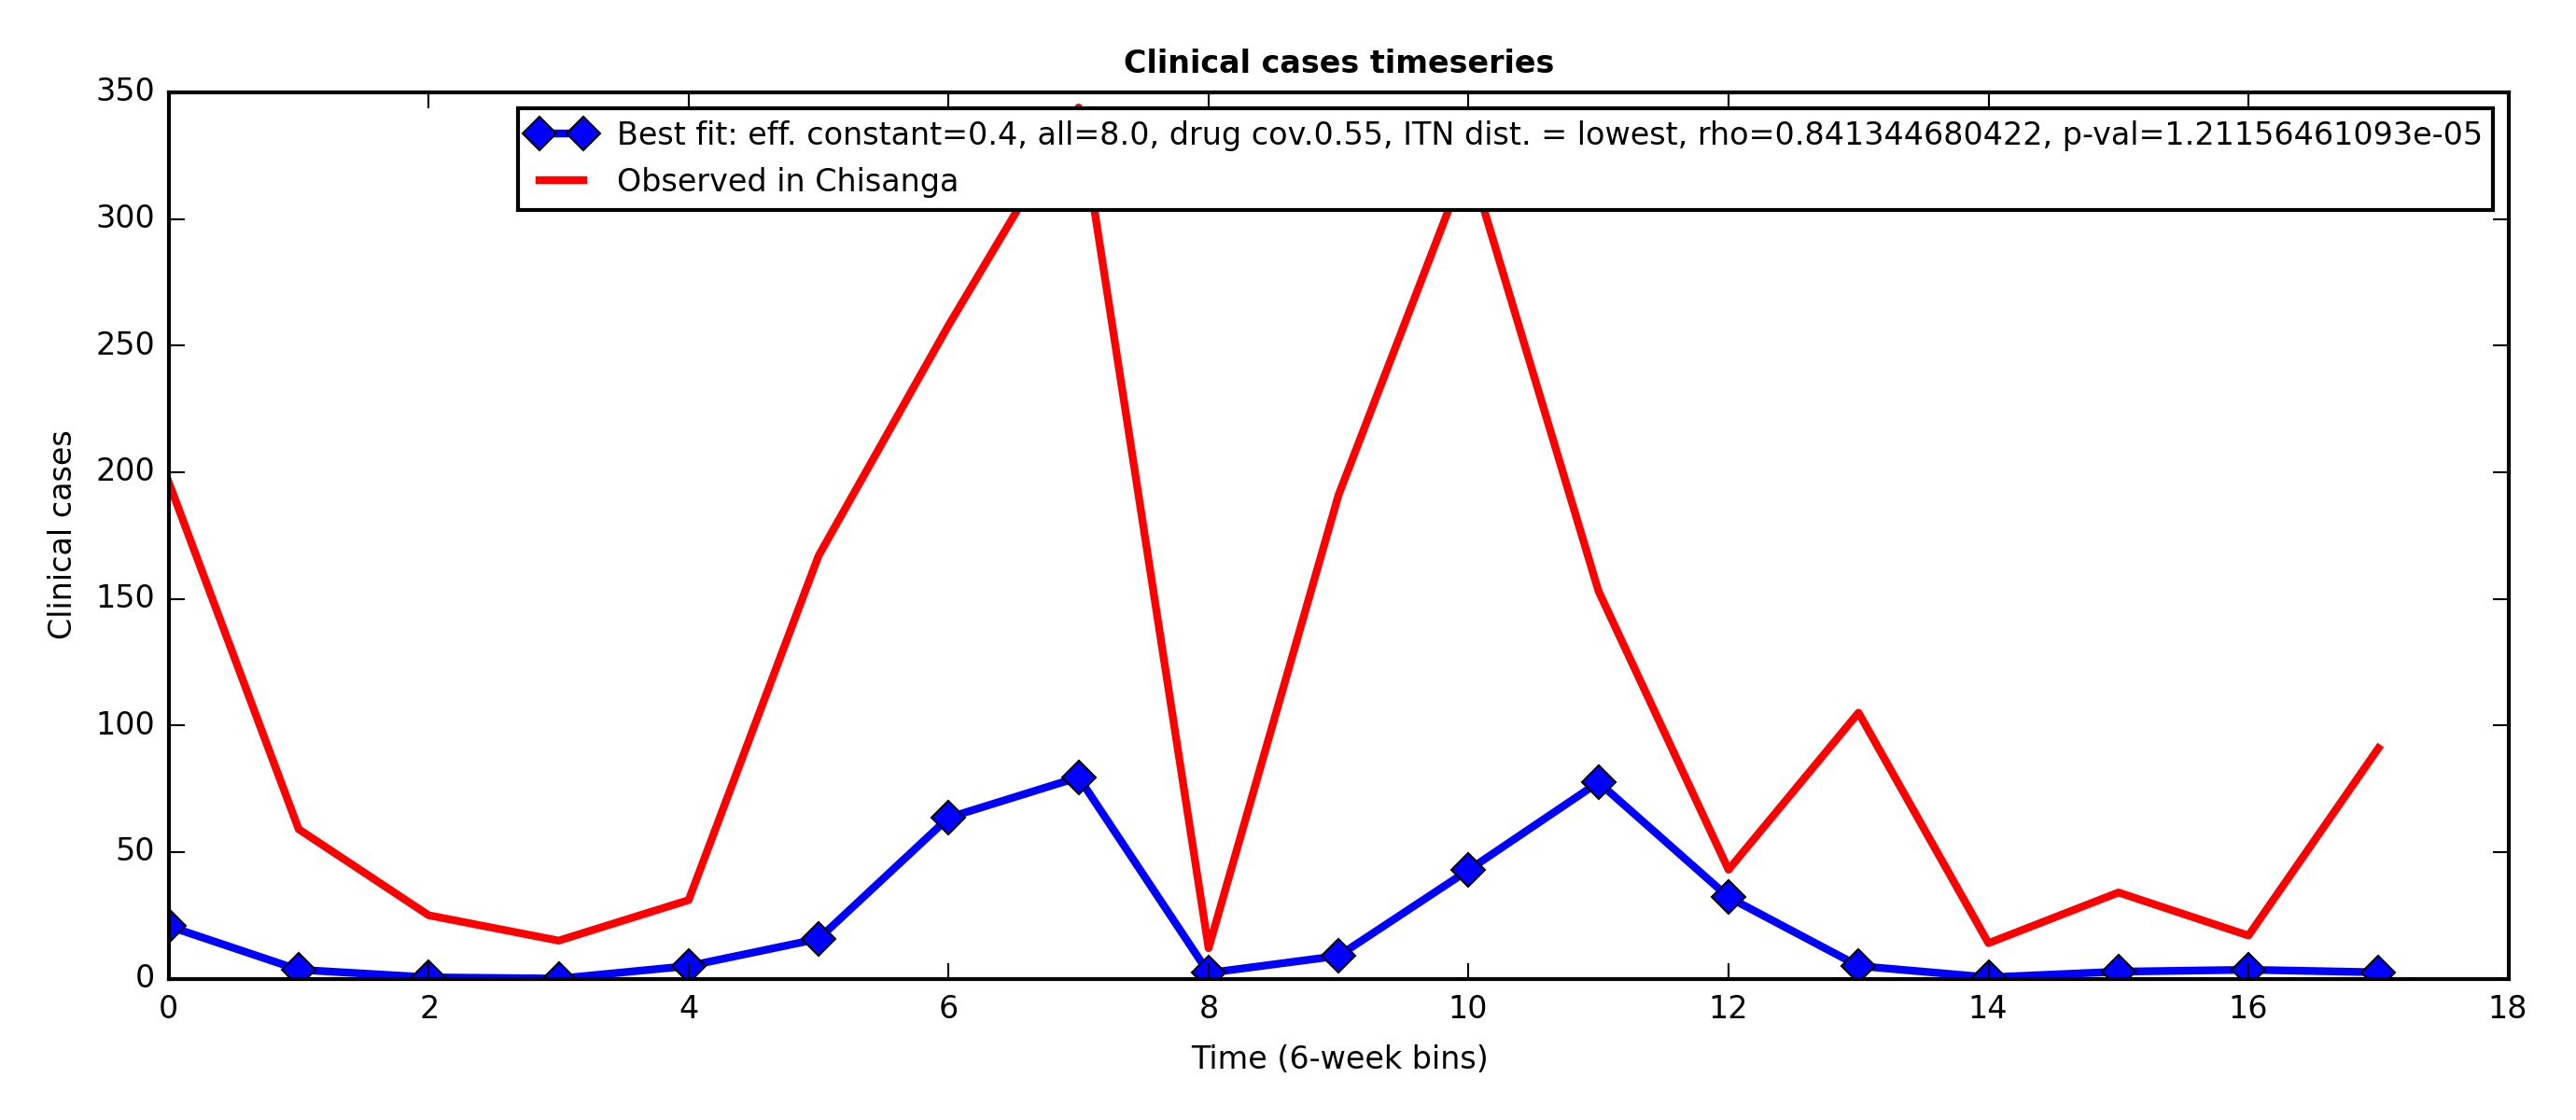 Clinical cases timeseries
350
300
250
200
150
100
50
0
Clinical cases
Best fit: eff. constant=0.4, all=8.0, drug cov.0.55, ITN dist. = lowest, rho=0.841344680422, p-val=1.21156461093e-05
Observed in Chisanga
0 2 4 6 8 10 12 14 16 18
Time (6-week bins)